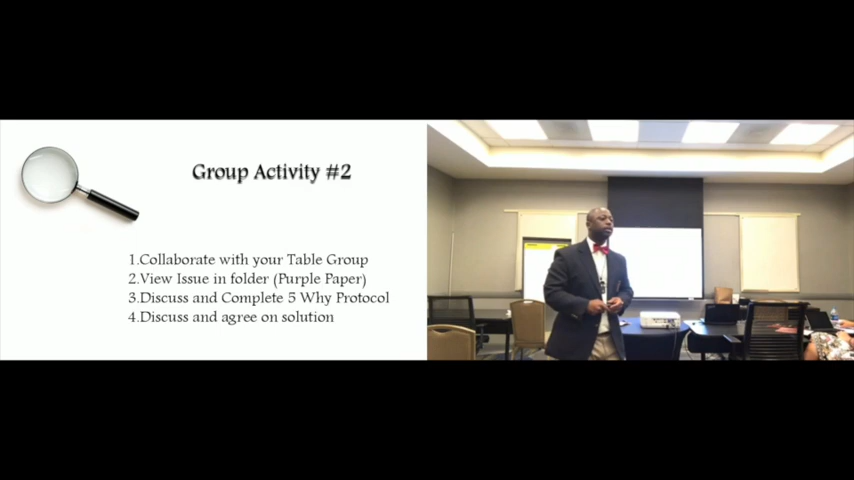 Group Activity #2
1.Collaborate with your Table Group
2.View Issue in folder (Purple Paper)
3.Discuss and Complete 5 Why Protocol
4.Discuss and agree on solution